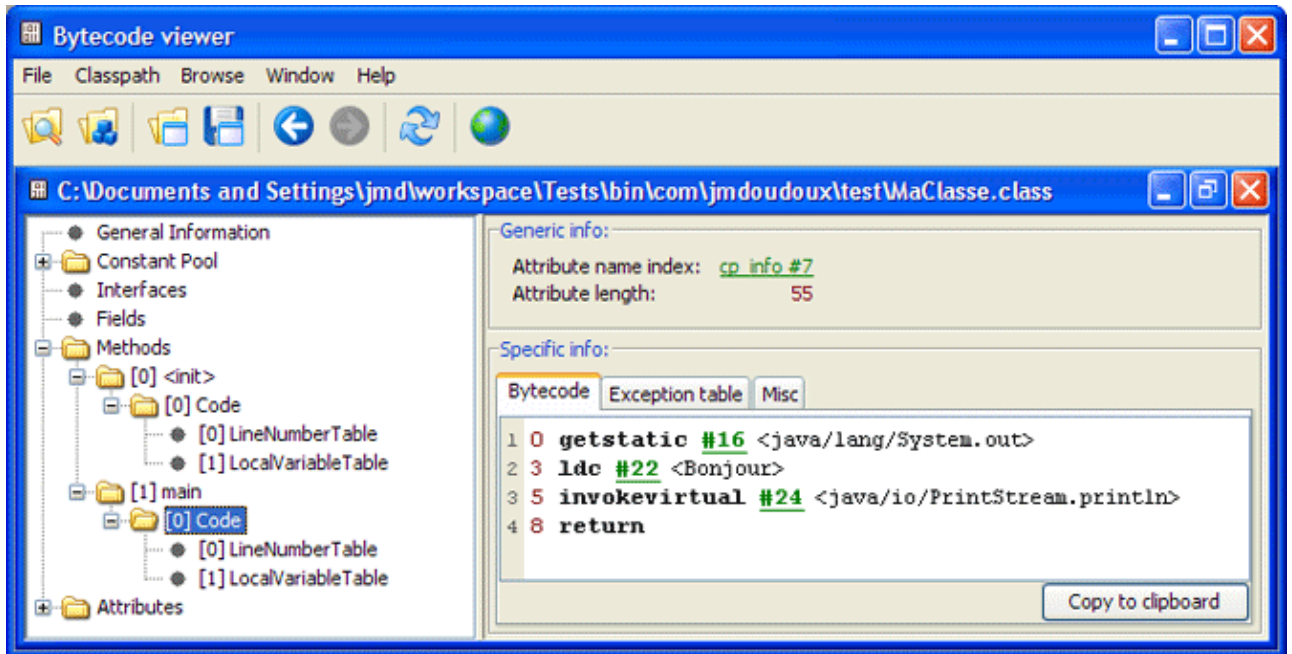 Bytecode viewer
File Classpath Browse Window Help
C:\Documents and Settings\jmd\workspace\Tests\bin\com\jmdoudoux\test\MaClasse.class
General Information
Constant Pool
Interfaces
Fields
Methods
[0] <init>
[0] Code
[0] LineNumberTable
[1] LocalVariableTable
[1] main
[0] Code
[0] LineNumberTable
[1] LocalVariableTable
Attributes
Generic info:
Attribute name index: cp_info #7
Attribute length: 55
Specific info:
Bytecode Exception table Misc
1 0 getstatic #16 <java/lang/System.out>
2 3 ldc #22 <Bonjour>
3 5 invokevirtual #24 <java/io/PrintStream.println>
4 8 return
Copy to clipboard